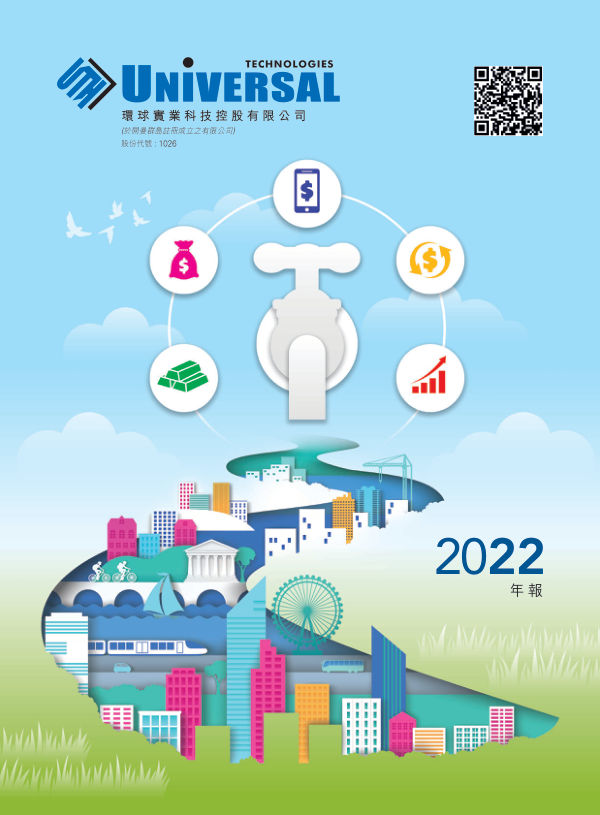 TECHNOLOGIES
UNIVERSAL
環球實業科技控股有限公司
(於開曼群島註冊成立之有限公司)
股份代號：1026
2022
年報